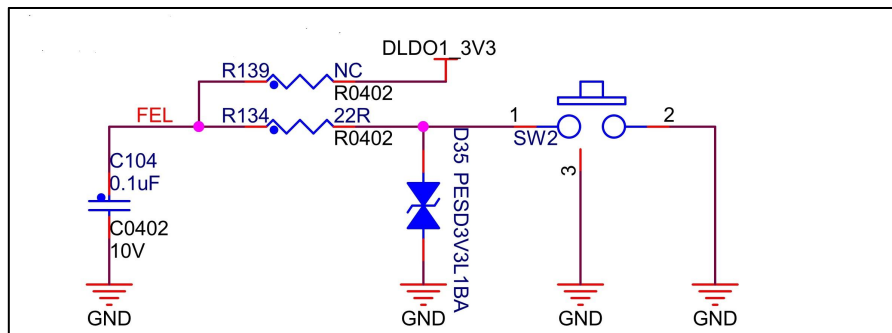 DLDO1_3V3
R139 NC
R0402
FEL R134 22R
R0402
1 2
SW2
3
D35 PESD3V3L1BA
C104
0.1uF
C0402
10V
GND GND GND GND